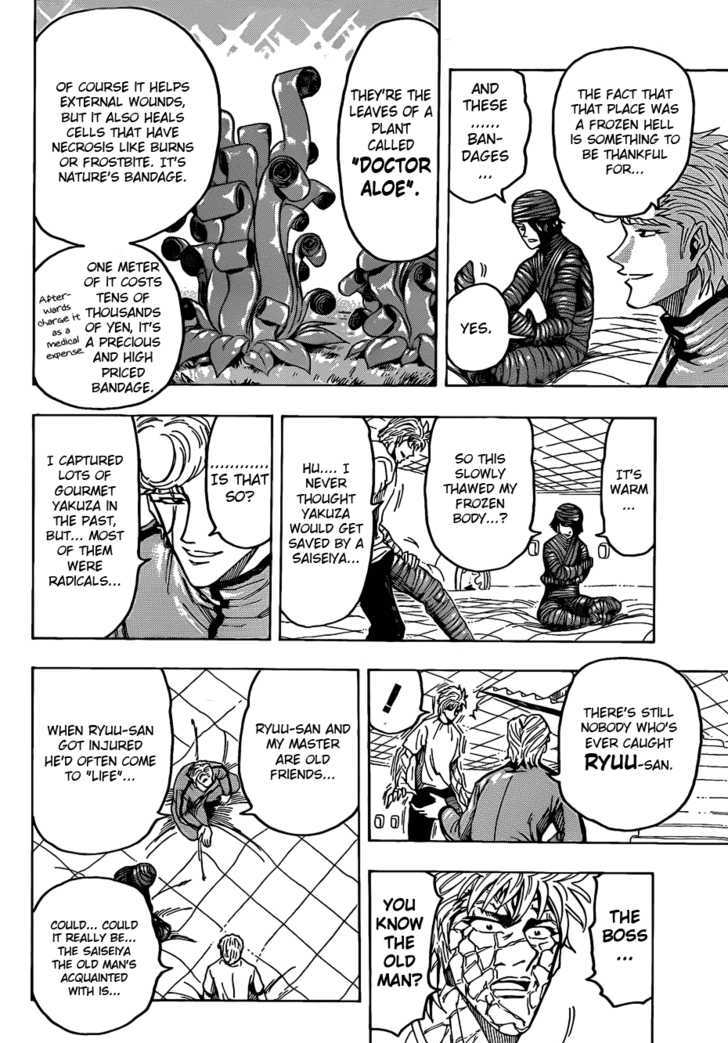 THE FACT THAT
THAT PLACE WAS
A FROZEN HELL
IS SOMETHING TO
BE THANKFUL
FOR...
AND
THESE
......
BAN-
DAGES
...
YES.
THEY'RE THE
LEAVES OF A
PLANT
CALLED
"DOCTOR
ALOE".
OF COURSE IT HELPS
EXTERNAL WOUNDS,
BUT IT ALSO HEALS
CELLS THAT HAVE
NECROSIS LIKE BURNS
OR FROSTBITE. IT'S
NATURE'S BANDAGE.
ONE METER
OF IT COSTS
TENS OF
THOUSANDS
OF YEN, IT'S
A PRECIOUS
AND HIGH
PRICED
BANDAGE.
After-
wards
charge it
as a
medical
expense
IT'S
WARM
...
SO THIS
SLOWLY
THAWED MY
FROZEN
BODY...?
HU.... I
NEVER
THOUGHT
YAKUZA
WOULD GET
SAVED BY A
SAISEIYA...
............
IS THAT
SO?
I CAPTURED
LOTS OF
GOURMET
YAKUZA IN
THE PAST,
BUT... MOST
OF THEM
WERE
RADICALS...
THERE'S STILL
NOBODY WHO'S
EVER CAUGHT
RYUU-SAN.
!
RYUU-SAN AND
MY MASTER
ARE OLD
FRIENDS...
WHEN RYUU-SAN
GOT INJURED
HE'D OFTEN COME
TO "LIFE"...
COULD... COULD
IT REALLY BE...
THE SAISEIYA
THE OLD MAN'S
ACQUAINTED
WITH IS...
THE
BOSS
...
YOU
KNOW
THE
OLD
MAN?